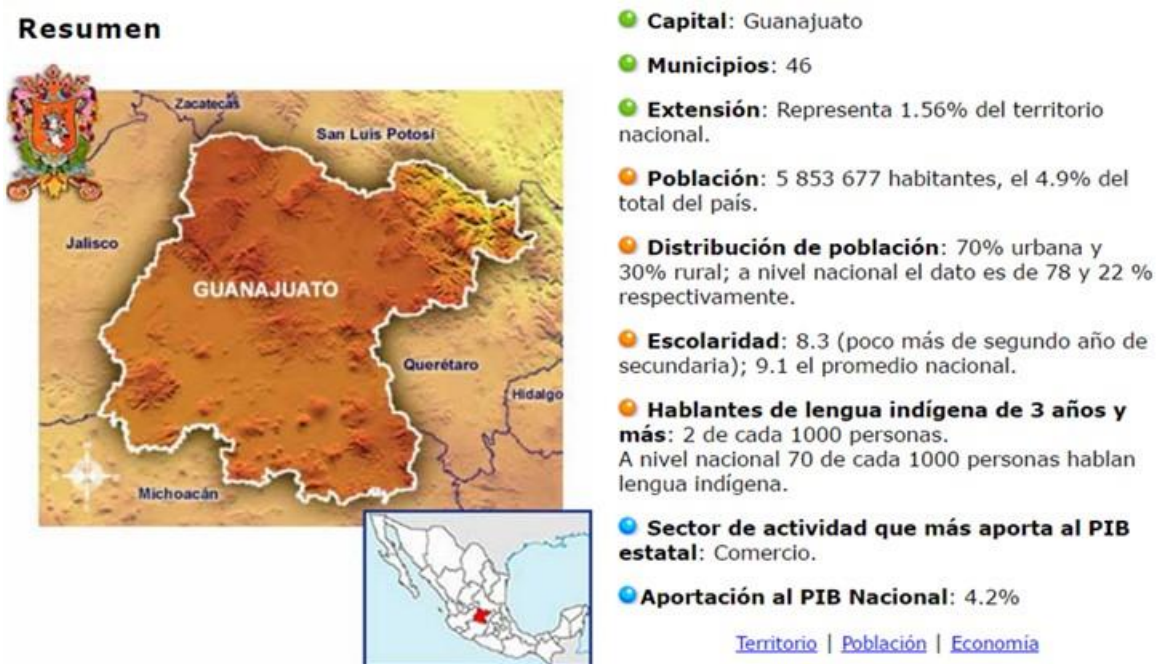 Resumen
Zacatecas
San Luis Potosí
Jalisco
GUANAJUATO
Querétaro
Hidalgo
Michoacán
Capital: Guanajuato
Municipios: 46
Extensión: Representa 1.56% del territorio
nacional.
Población: 5 853 677 habitantes, el 4.9% del
total del país.
Distribución de población: 70% urbana y
30% rural; a nivel nacional el dato es de 78 y 22 %
respectivamente.
Escolaridad: 8.3 (poco más de segundo año de
secundaria); 9.1 el promedio nacional.
Hablantes de lengua indígena de 3 años y
más: 2 de cada 1000 personas.
A nivel nacional 70 de cada 1000 personas hablan
lengua indígena.
Sector de actividad que más aporta al PIB
estatal: Comercio.
Aportación al PIB Nacional: 4.2%
Territorio | Población | Economía